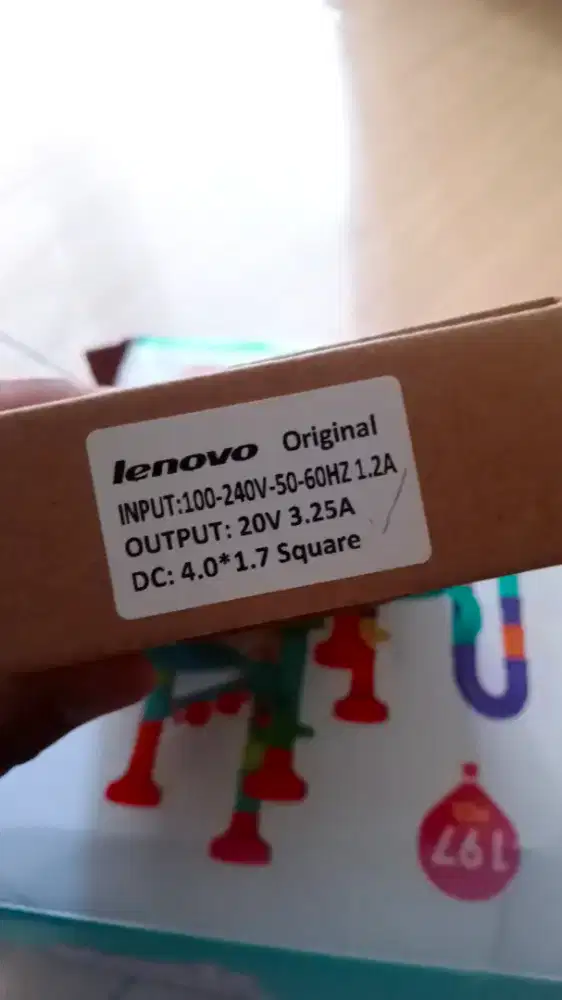 lenovo Original
INPUT:100-240V-50-60HZ 1.2A
OUTPUT: 20V 3.25A
DC: 4.0*1.7 Square
197